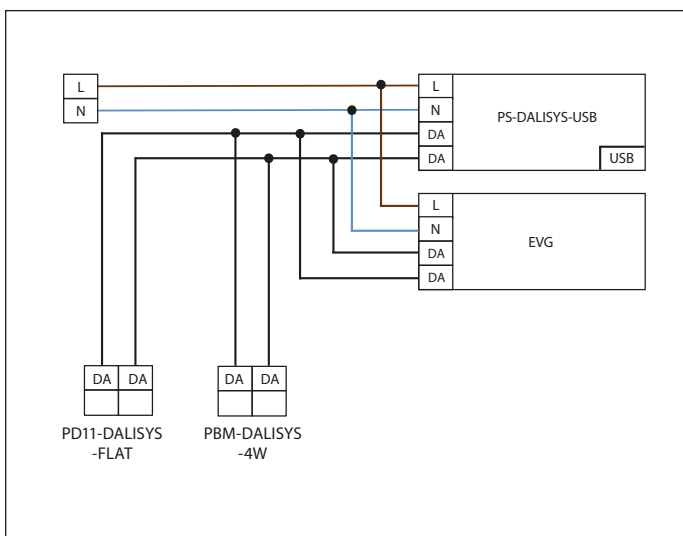 L
N
L
N
DA
DA
PS-DALISYS-USB
USB
L
N
DA
DA
EVG
DA DA
PD11-DALISYS
-FLAT
DA DA
PBM-DALISYS
-4W